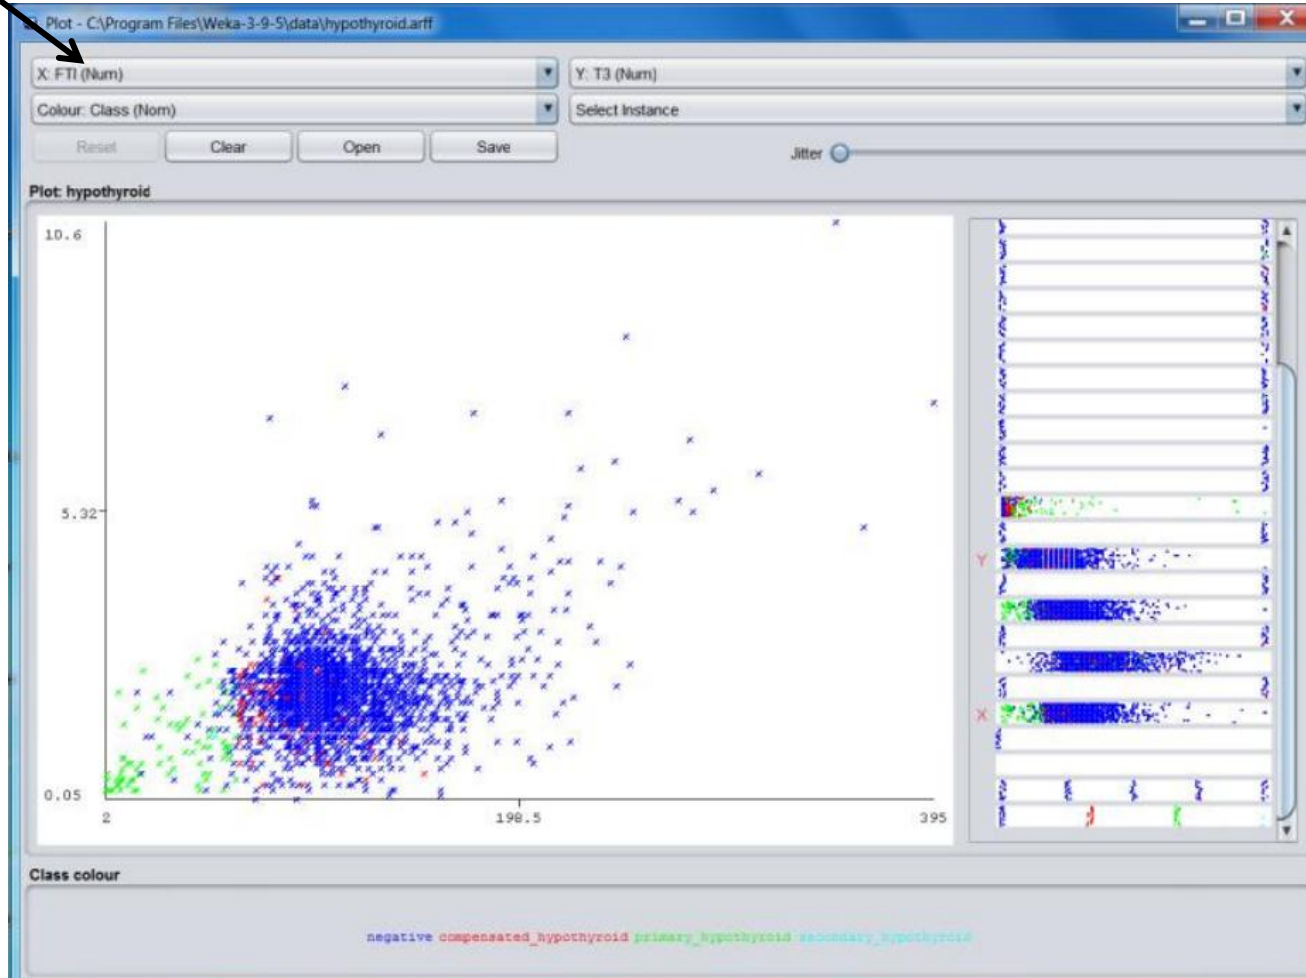 Plot - C:\Program Files\Weka-3-9-5\data\hypothyroid.arff
X: FTI (Num)
Y: T3 (Num)
Colour: Class (Nom)
Select Instance
Reset
Clear
Open
Save
Jitter
Plot: hypothyroid
10.6
5.32
0.05
2
198.5
395
Y
X
Class colour
negative compensated_hypothyroid primary_hypothyroid secondary_hypothyroid